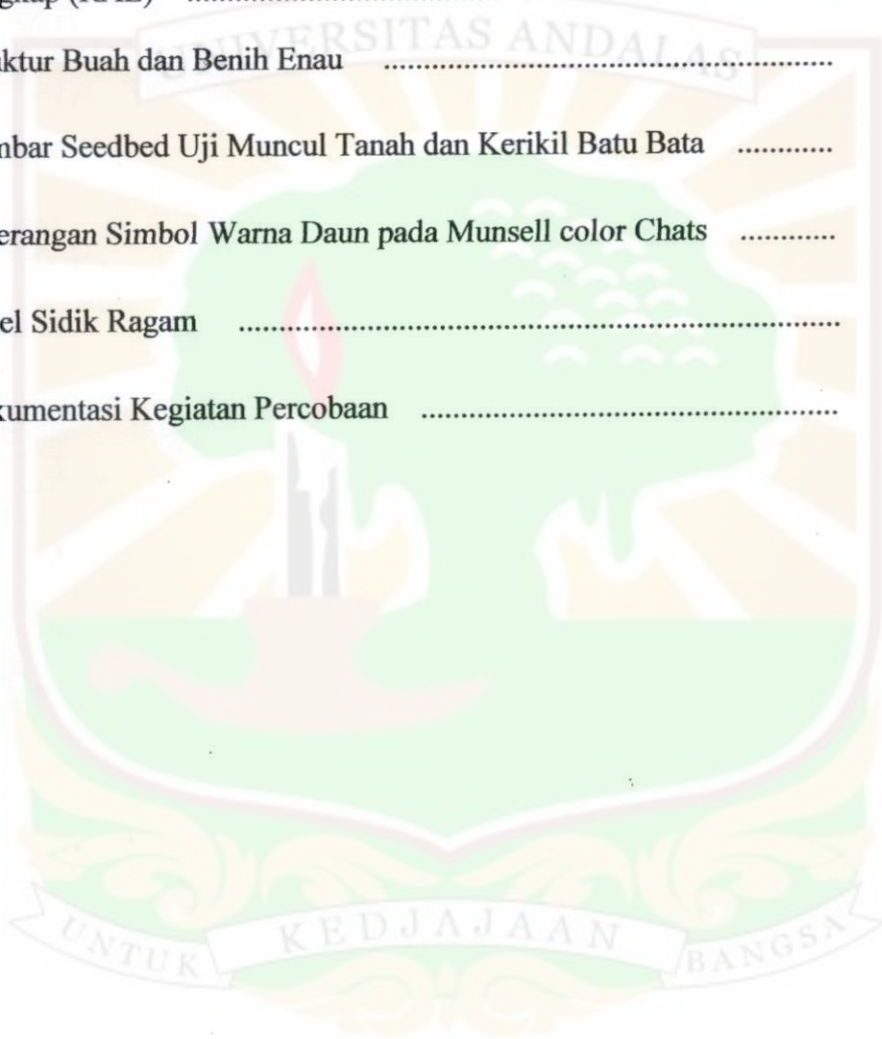 UNIVERSITAS ANDALAS
ktur Buah dan Benih Enau ........................................................
mbar Seedbed Uji Muncul Tanah dan Kerikil Batu Bata ............
erangan Simbol Warna Daun pada Munsell color Chats ............
el Sidik Ragam ...........................................................................
kumentasi Kegiatan Percobaan ....................................................
UNTUK KEDJAJAAN BANGSA